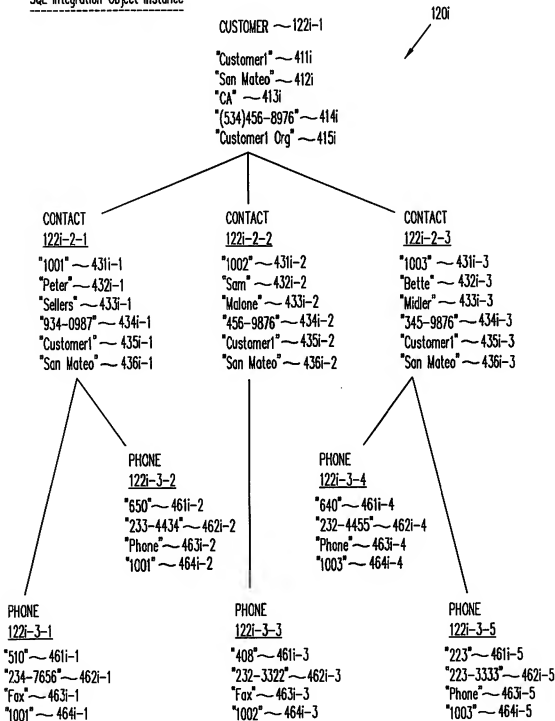 SQL Integration Object Instance
120i
CUSTOMER ~ 122i-1
"Customer1" ~ 411i
"San Mateo" ~ 412i
"CA" ~ 413i
"(534)456-8976" ~ 414i
"Customer1 Org" ~ 415i
CONTACT
122i-2-1
"1001" ~ 431i-1
"Peter" ~ 432i-1
"Sellers" ~ 433i-1
"934-0987" ~ 434i-1
"Customer1" ~ 435i-1
"San Mateo" ~ 436i-1
CONTACT
122i-2-2
"1002" ~ 431i-2
"Sam" ~ 432i-2
"Malone" ~ 433i-2
"456-9876" ~ 434i-2
"Customer1" ~ 435i-2
"San Mateo" ~ 436i-2
CONTACT
122i-2-3
"1003" ~ 431i-3
"Bette" ~ 432i-3
"Midler" ~ 433i-3
"345-9876" ~ 434i-3
"Customer1" ~ 435i-3
"San Mateo" ~ 436i-3
PHONE
122i-3-2
"650" ~ 461i-2
"233-4434" ~ 462i-2
"Phone" ~ 463i-2
"1001" ~ 464i-2
PHONE
122i-3-4
"640" ~ 461i-4
"232-4455" ~ 462i-4
"Phone" ~ 463i-4
"1003" ~ 464i-4
PHONE
122i-3-1
"510" ~ 461i-1
"234-7656" ~ 462i-1
"Fax" ~ 463i-1
"1001" ~ 464i-1
PHONE
122i-3-3
"408" ~ 461i-3
"232-3322" ~ 462i-3
"Fax" ~ 463i-3
"1002" ~ 464i-3
PHONE
122i-3-5
"223" ~ 461i-5
"223-3333" ~ 462i-5
"Phone" ~ 463i-5
"1003" ~ 464i-5